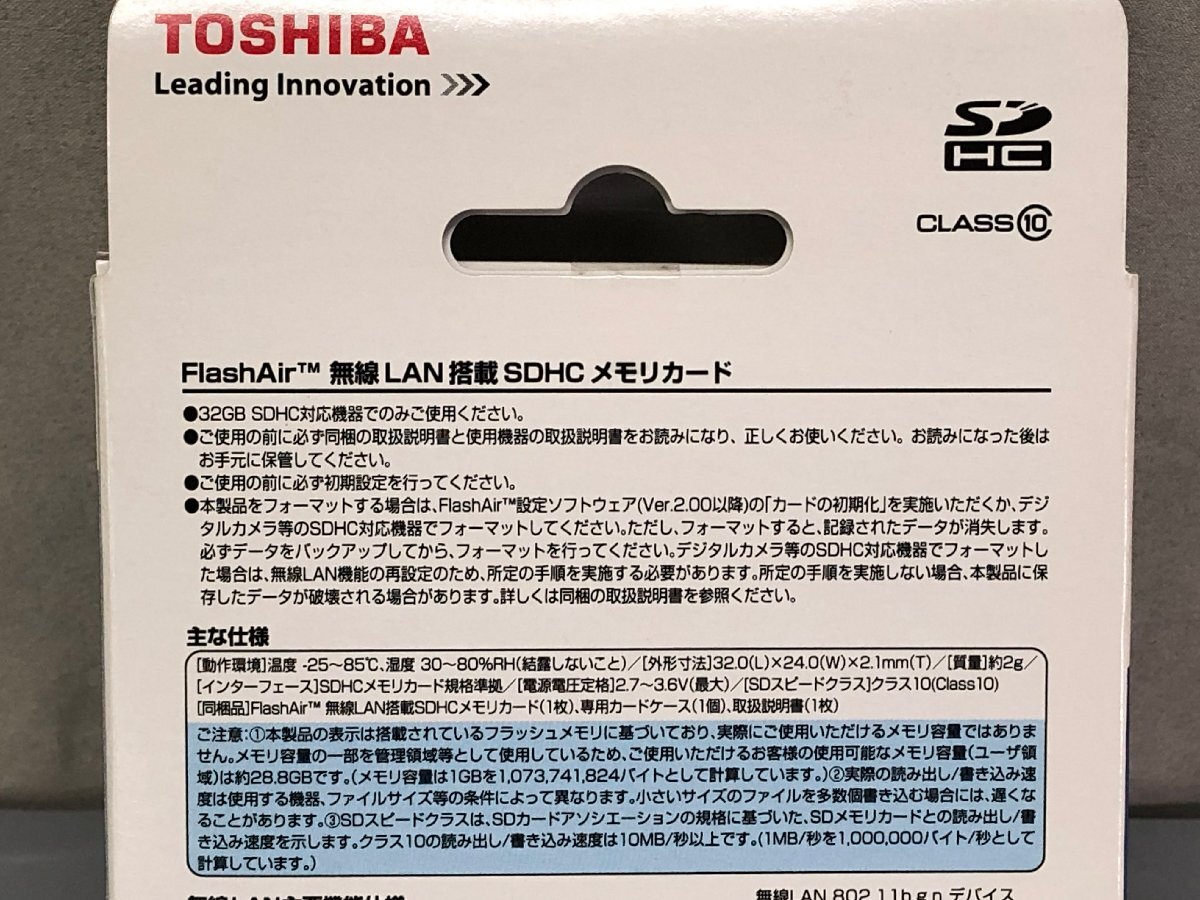 TOSHIBA
Leading Innovation >>>
SD
HC
CLASS 10
FlashAir™ 無線LAN搭載SDHCメモリカード
●32GB SDHC対応機器でのみご使用ください。
●ご使用の前に必ず同梱の取扱説明書と使用機器の取扱説明書をお読みになり、正しくお使いください。お読みになった後は
お手元に保管してください。
●ご使用の前に必ず初期設定を行ってください。
●本製品をフォーマットする場合は、FlashAir™設定ソフトウェア(Ver.2.00以降)の「カードの初期化」を実施いただくか、デジ
タルカメラ等のSDHC対応機器でフォーマットしてください。ただし、フォーマットすると、記録されたデータが消失します。
必ずデータをバックアップしてから、フォーマットを行ってください。デジタルカメラ等のSDHC対応機器でフォーマットし
た場合は、無線LAN機能の再設定のため、所定の手順を実施する必要があります。所定の手順を実施しない場合、本製品に保
存したデータが破壊される場合があります。詳しくは同梱の取扱説明書を参照ください。
主な仕様
[動作環境]温度 -25~85℃、湿度 30~80%RH(結露しないこと)/[外形寸法]32.0(L)×24.0(W)×2.1mm(T)/[質量]約2g/
[インターフェース]SDHCメモリカード規格準拠/[電源電圧定格]2.7~3.6V(最大)/[SDスピードクラス]クラス10(Class10)
[同梱品]FlashAir™ 無線LAN搭載SDHCメモリカード(1枚)、専用カードケース(1個)、取扱説明書(1枚)
ご注意:①本製品の表示は搭載されているフラッシュメモリに基づいており、実際にご使用いただけるメモリ容量ではありま
せん。メモリ容量の一部を管理領域等として使用しているため、ご使用いただけるお客様の使用可能なメモリ容量(ユーザ領
域)は約28.8GBです。(メモリ容量は1GBを1,073,741,824バイトとして計算しています。)②実際の読み出し/書き込み速
度は使用する機器、ファイルサイズ等の条件によって異なります。小さいサイズのファイルを多数個書き込む場合には、遅くな
ることがあります。③SDスピードクラスは、SDカードアソシエーションの規格に基づいた、SDメモリカードとの読み出し/書
き込み速度を示します。クラス10の読み出し/書き込み速度は10MB/秒以上です。(1MB/秒を1,000,000バイト/秒として
計算しています。)
無線LAN主要機能仕様
無線LAN 802.11b,g,n デバイス